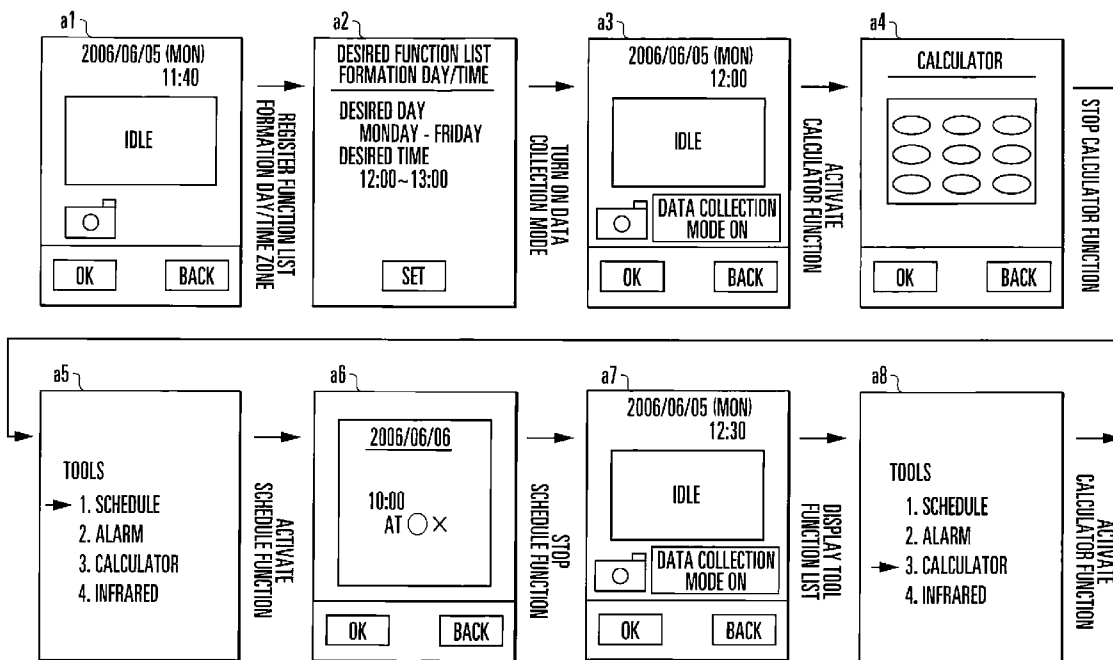 a1
2006/06/05 (MON)
11:40
IDLE
OK
BACK
REGISTER FUNCTION LIST
FORMATION DAY/TIME ZONE
a2
DESIRED FUNCTION LIST
FORMATION DAY/TIME
DESIRED DAY
MONDAY - FRIDAY
DESIRED TIME
12:00~13:00
SET
TURN ON DATA
COLLECTION MODE
a3
2006/06/05 (MON)
12:00
IDLE
DATA COLLECTION
MODE ON
OK
BACK
ACTIVATE
CALCULATOR FUNCTION
a4
CALCULATOR
OK
BACK
STOP CALCULATOR FUNCTION
a5
TOOLS
1. SCHEDULE
2. ALARM
3. CALCULATOR
4. INFRARED
ACTIVATE
SCHEDULE FUNCTION
a6
2006/06/06
10:00
AT ○×
OK
BACK
STOP
SCHEDULE FUNCTION
a7
2006/06/05 (MON)
12:30
IDLE
DATA COLLECTION
MODE ON
OK
BACK
DISPLAY TOOL
FUNCTION LIST
a8
TOOLS
1. SCHEDULE
2. ALARM
3. CALCULATOR
4. INFRARED
ACTIVATE
CALCULATOR FUNCTION